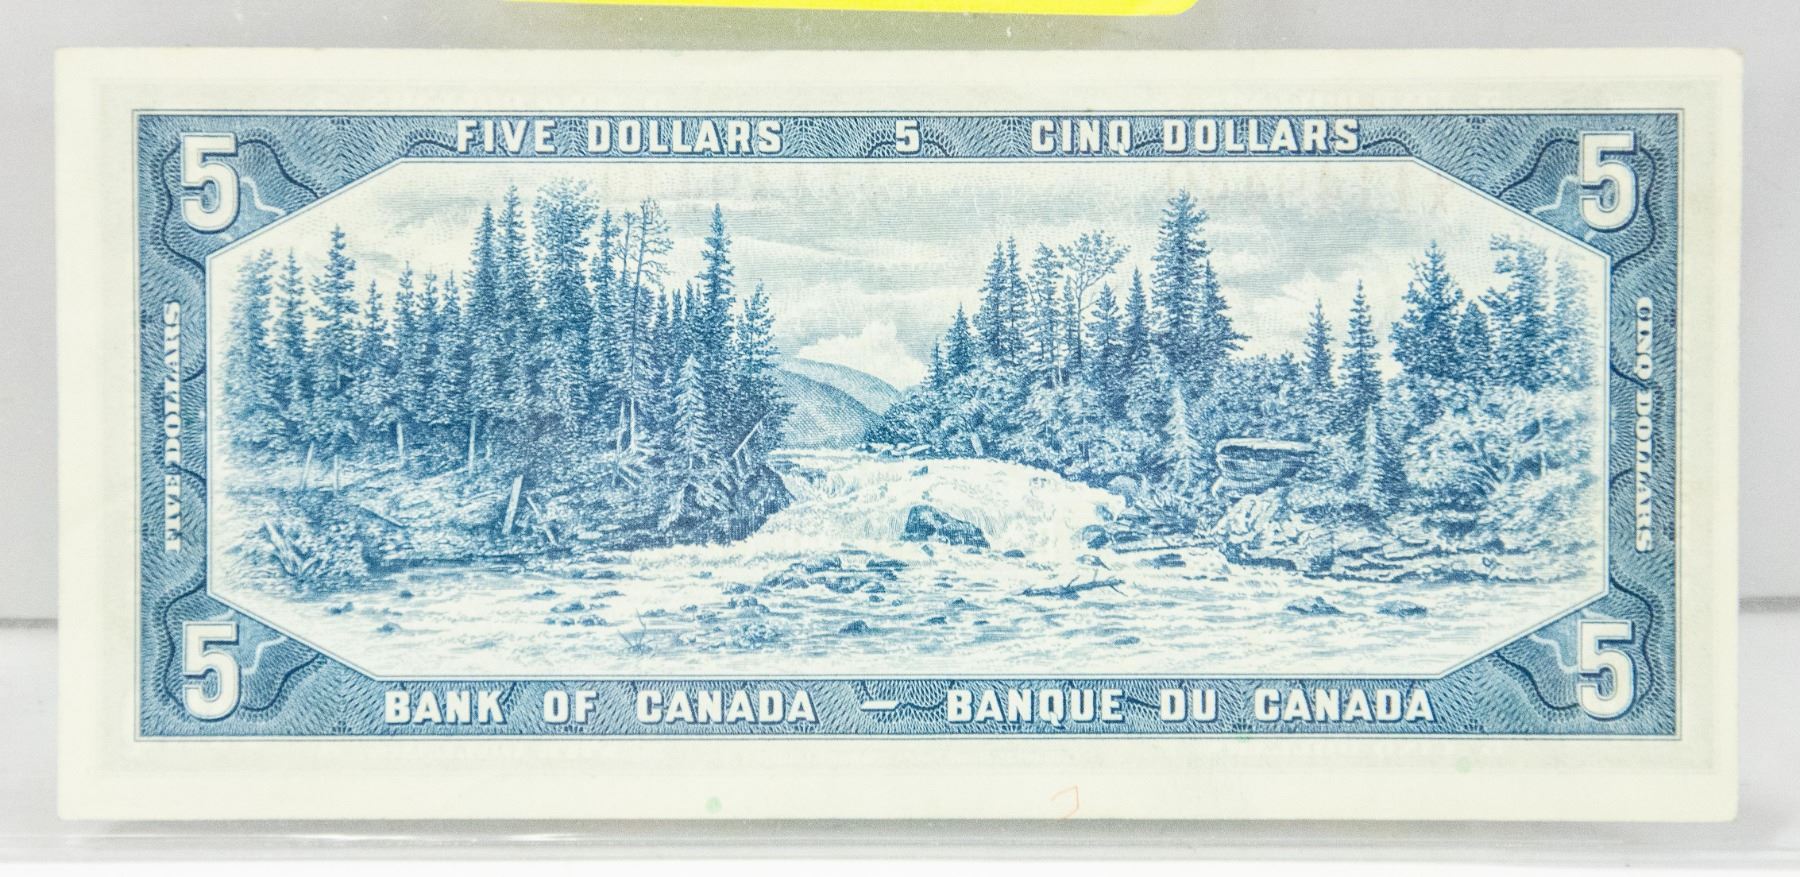 FIVE DOLLARS 5 CINQ DOLLARS
5 5
FIVE DOLLARS
CINQ DOLLARS
5 5
BANK OF CANADA – BANQUE DU CANADA